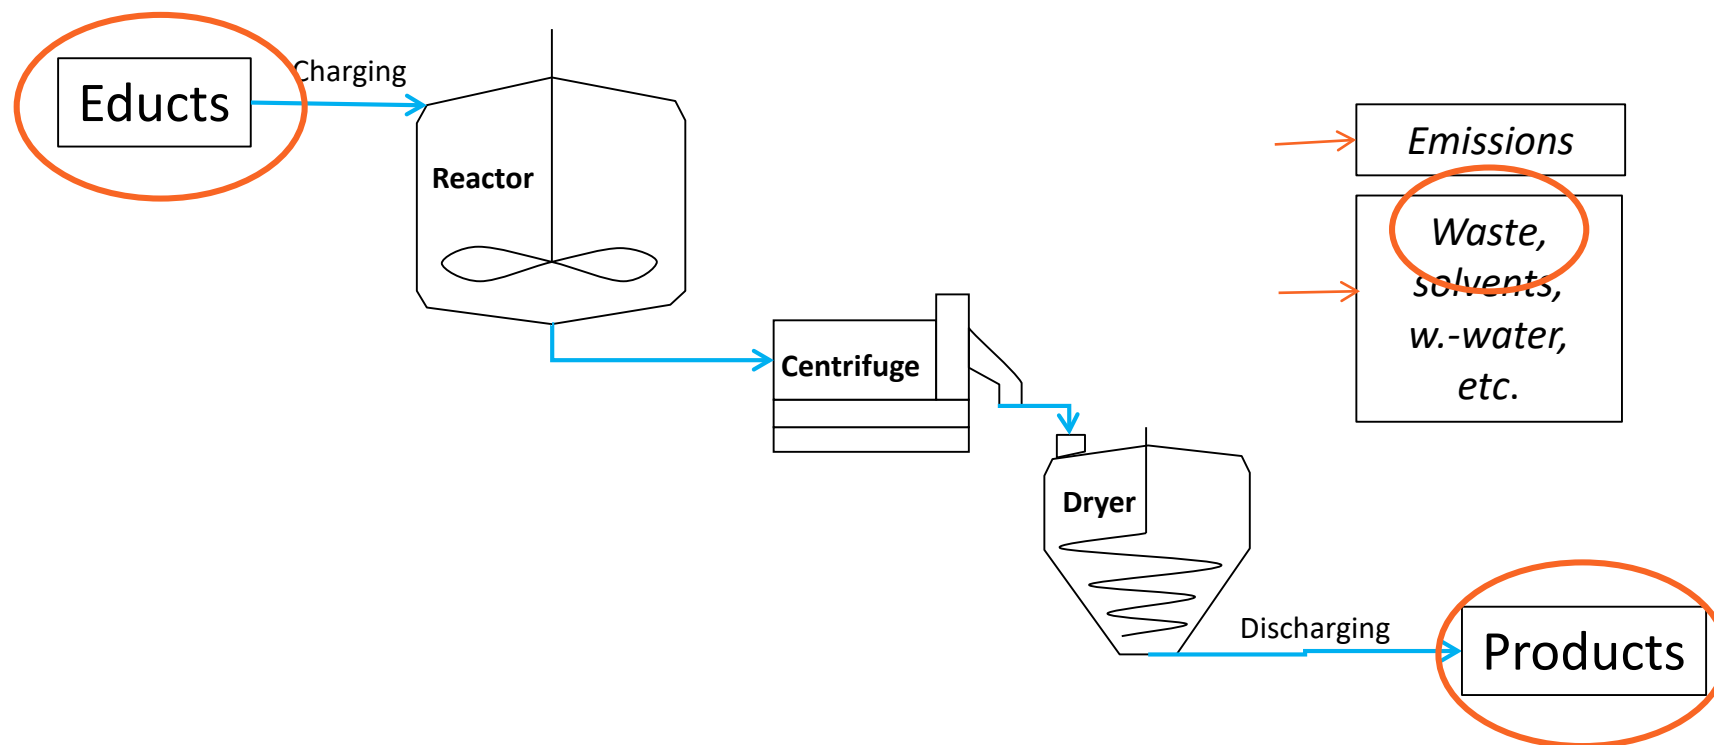 Educts
Charging
Reactor
Emissions
Waste,
solvents,
w.-water,
etc.
Centrifuge
Dryer
Discharging
Products